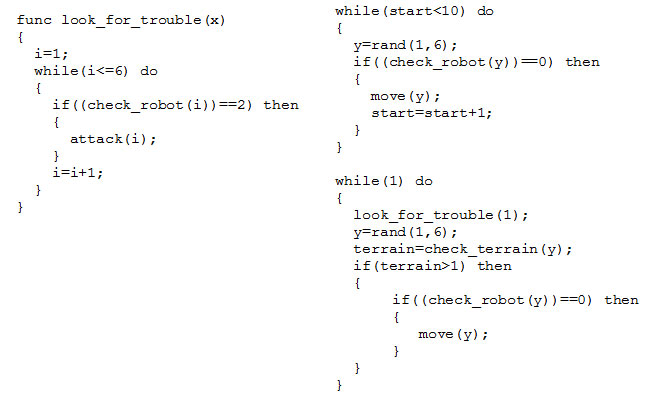 func look_for_trouble(x)
{
  i=1;
  while(i<=6) do
  {
    if((check_robot(i))==2) then
    {
      attack(i);
    }
    i=i+1;
  }
}
while(start<10) do
{
  y=rand(1,6);
  if((check_robot(y))==0) then
  {
    move(y);
    start=start+1;
  }
}
while(1) do
{
  look_for_trouble(1);
  y=rand(1,6);
  terrain=check_terrain(y);
  if(terrain>1) then
  {
      if((check_robot(y))==0) then
      {
         move(y);
      }
  }
}